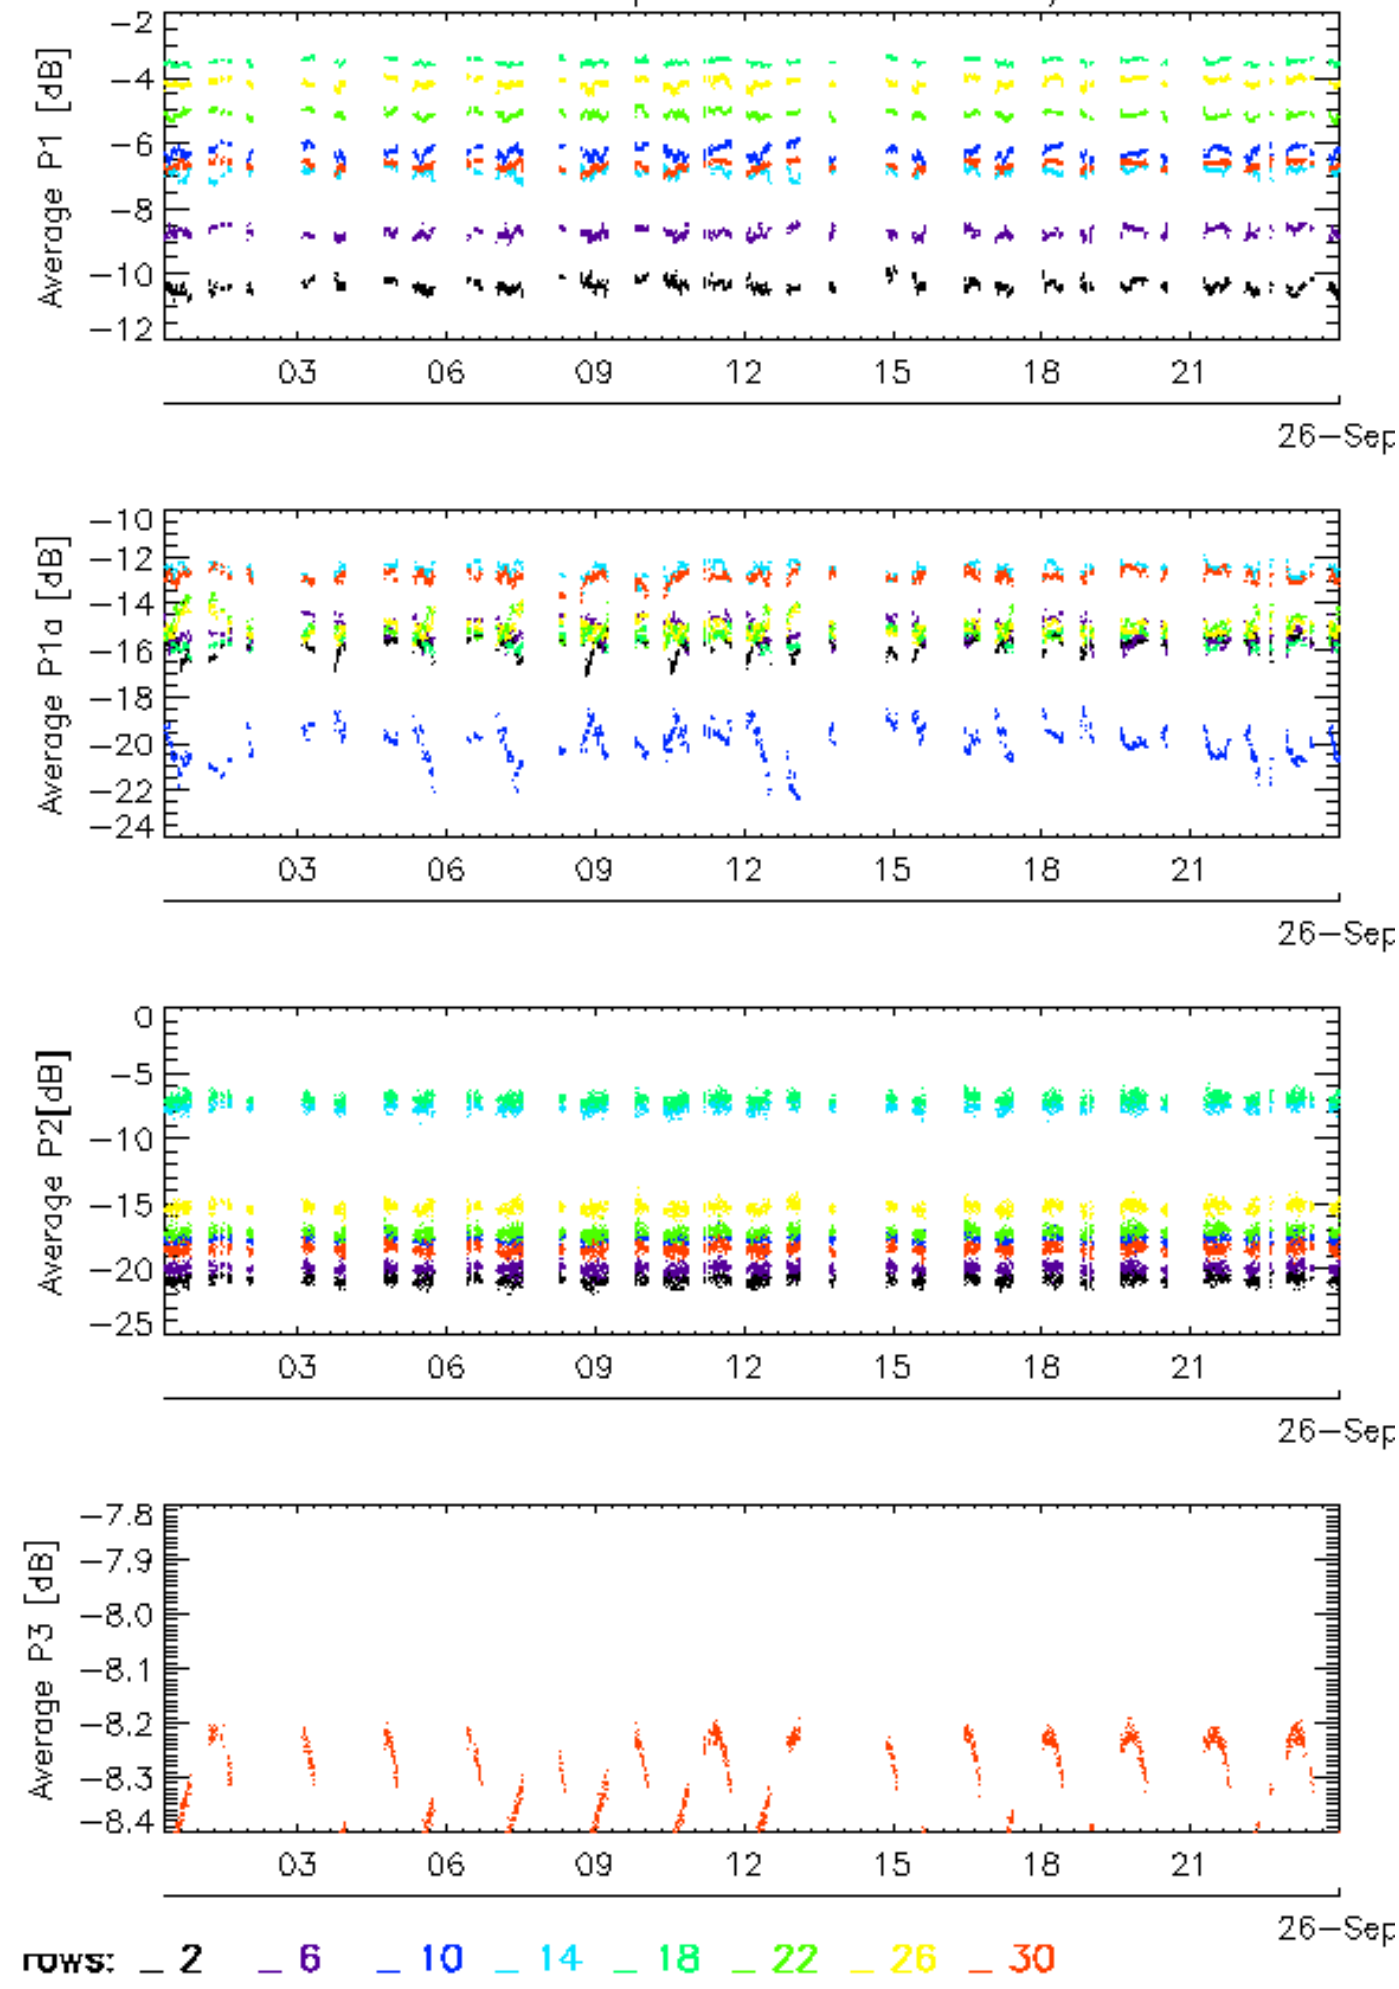 Average P1 [dB]
−2
−4
−6
−8
−10
−12
03 06 09 12 15 18 21
26−Sep
Average P1a [dB]
−10
−12
−14
−16
−18
−20
−22
−24
03 06 09 12 15 18 21
26−Sep
Average P2[dB]
0
−5
−10
−15
−20
−25
03 06 09 12 15 18 21
26−Sep
Average P3 [dB]
−7.8
−7.9
−8.0
−8.1
−8.2
−8.3
−8.4
03 06 09 12 15 18 21
26−Sep
rows: _ 2 _ 6 _ 10 _ 14 _ 18 _ 22 _ 26 _ 30